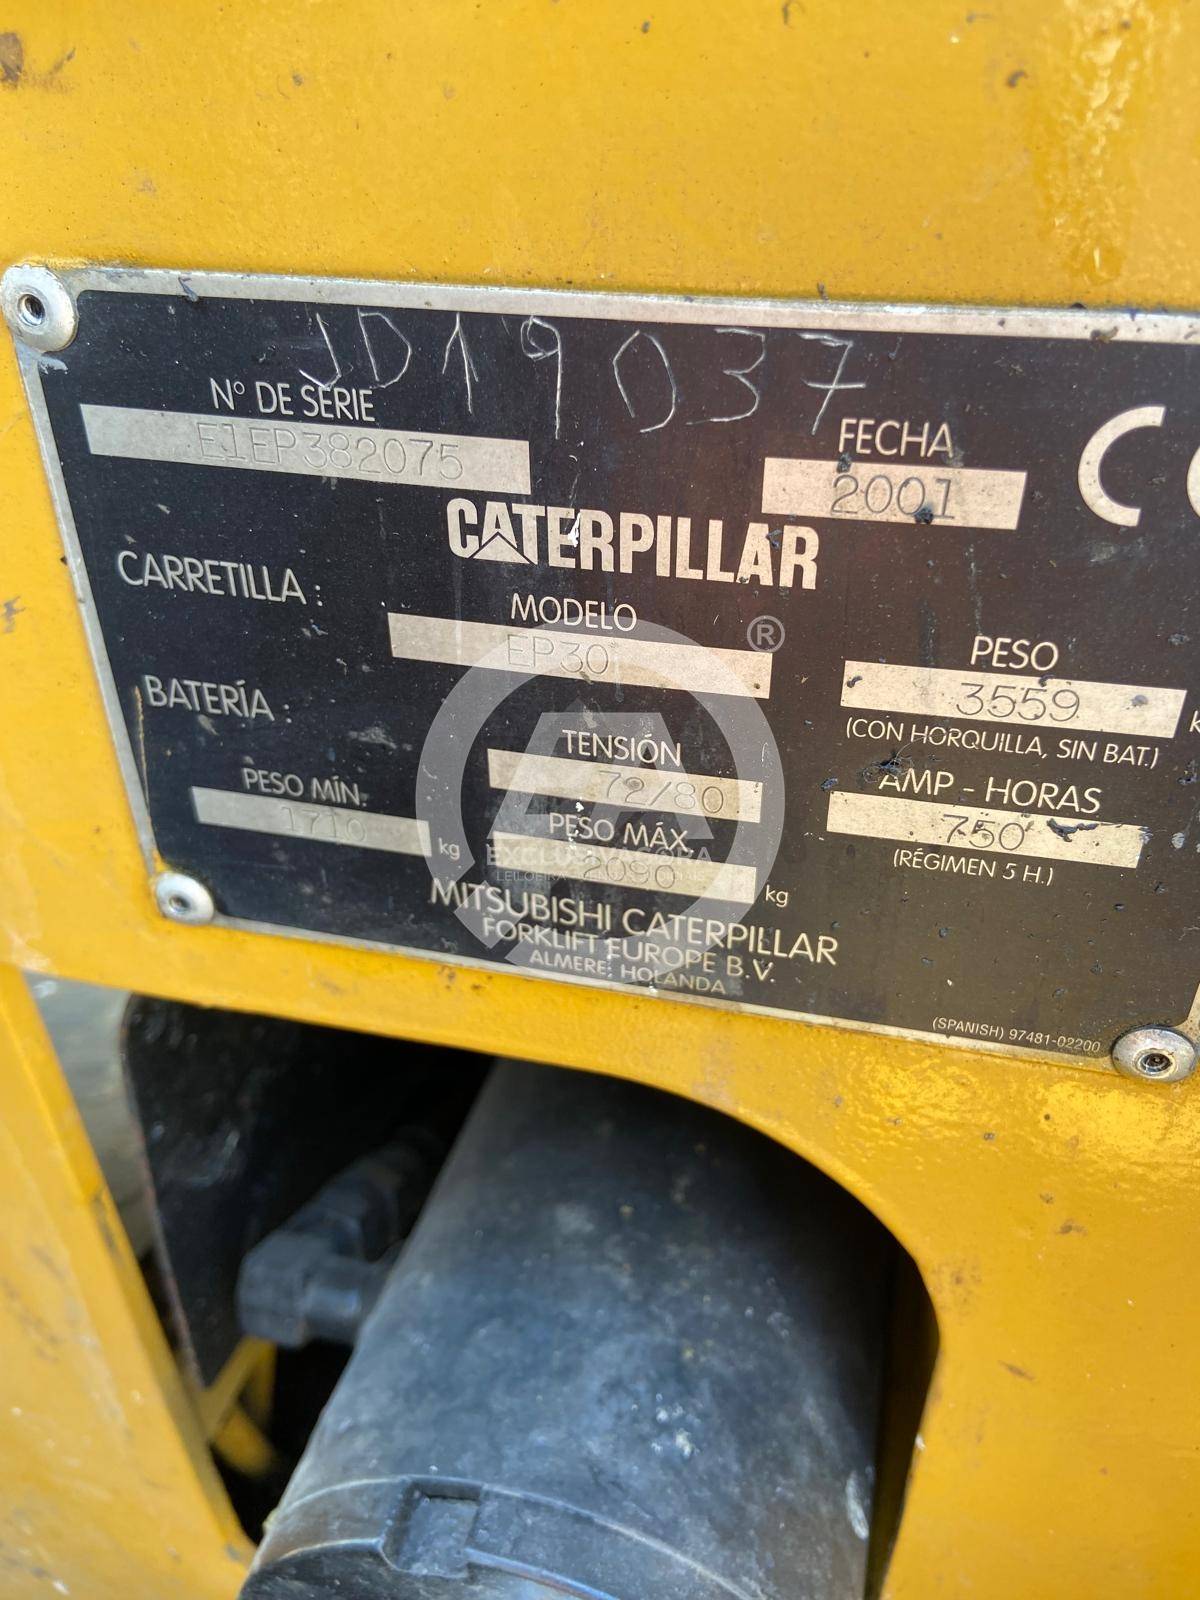 JD19037
Nº DE SERIE
E1EP382075
FECHA
2001
CE
CATERPILLAR
CARRETILLA :
MODELO
EP30
®
PESO
3559
(CON HORQUILLA, SIN BAT.)
BATERÍA :
TENSIÓN
72/80
AMP - HORAS
750
(RÉGIMEN 5 H.)
PESO MÍN.
1710 kg
PESO MÁX.
2090 kg
MITSUBISHI CATERPILLAR
FORKLIFT EUROPE B.V.
ALMERE, HOLANDA
(SPANISH) 97481-02200